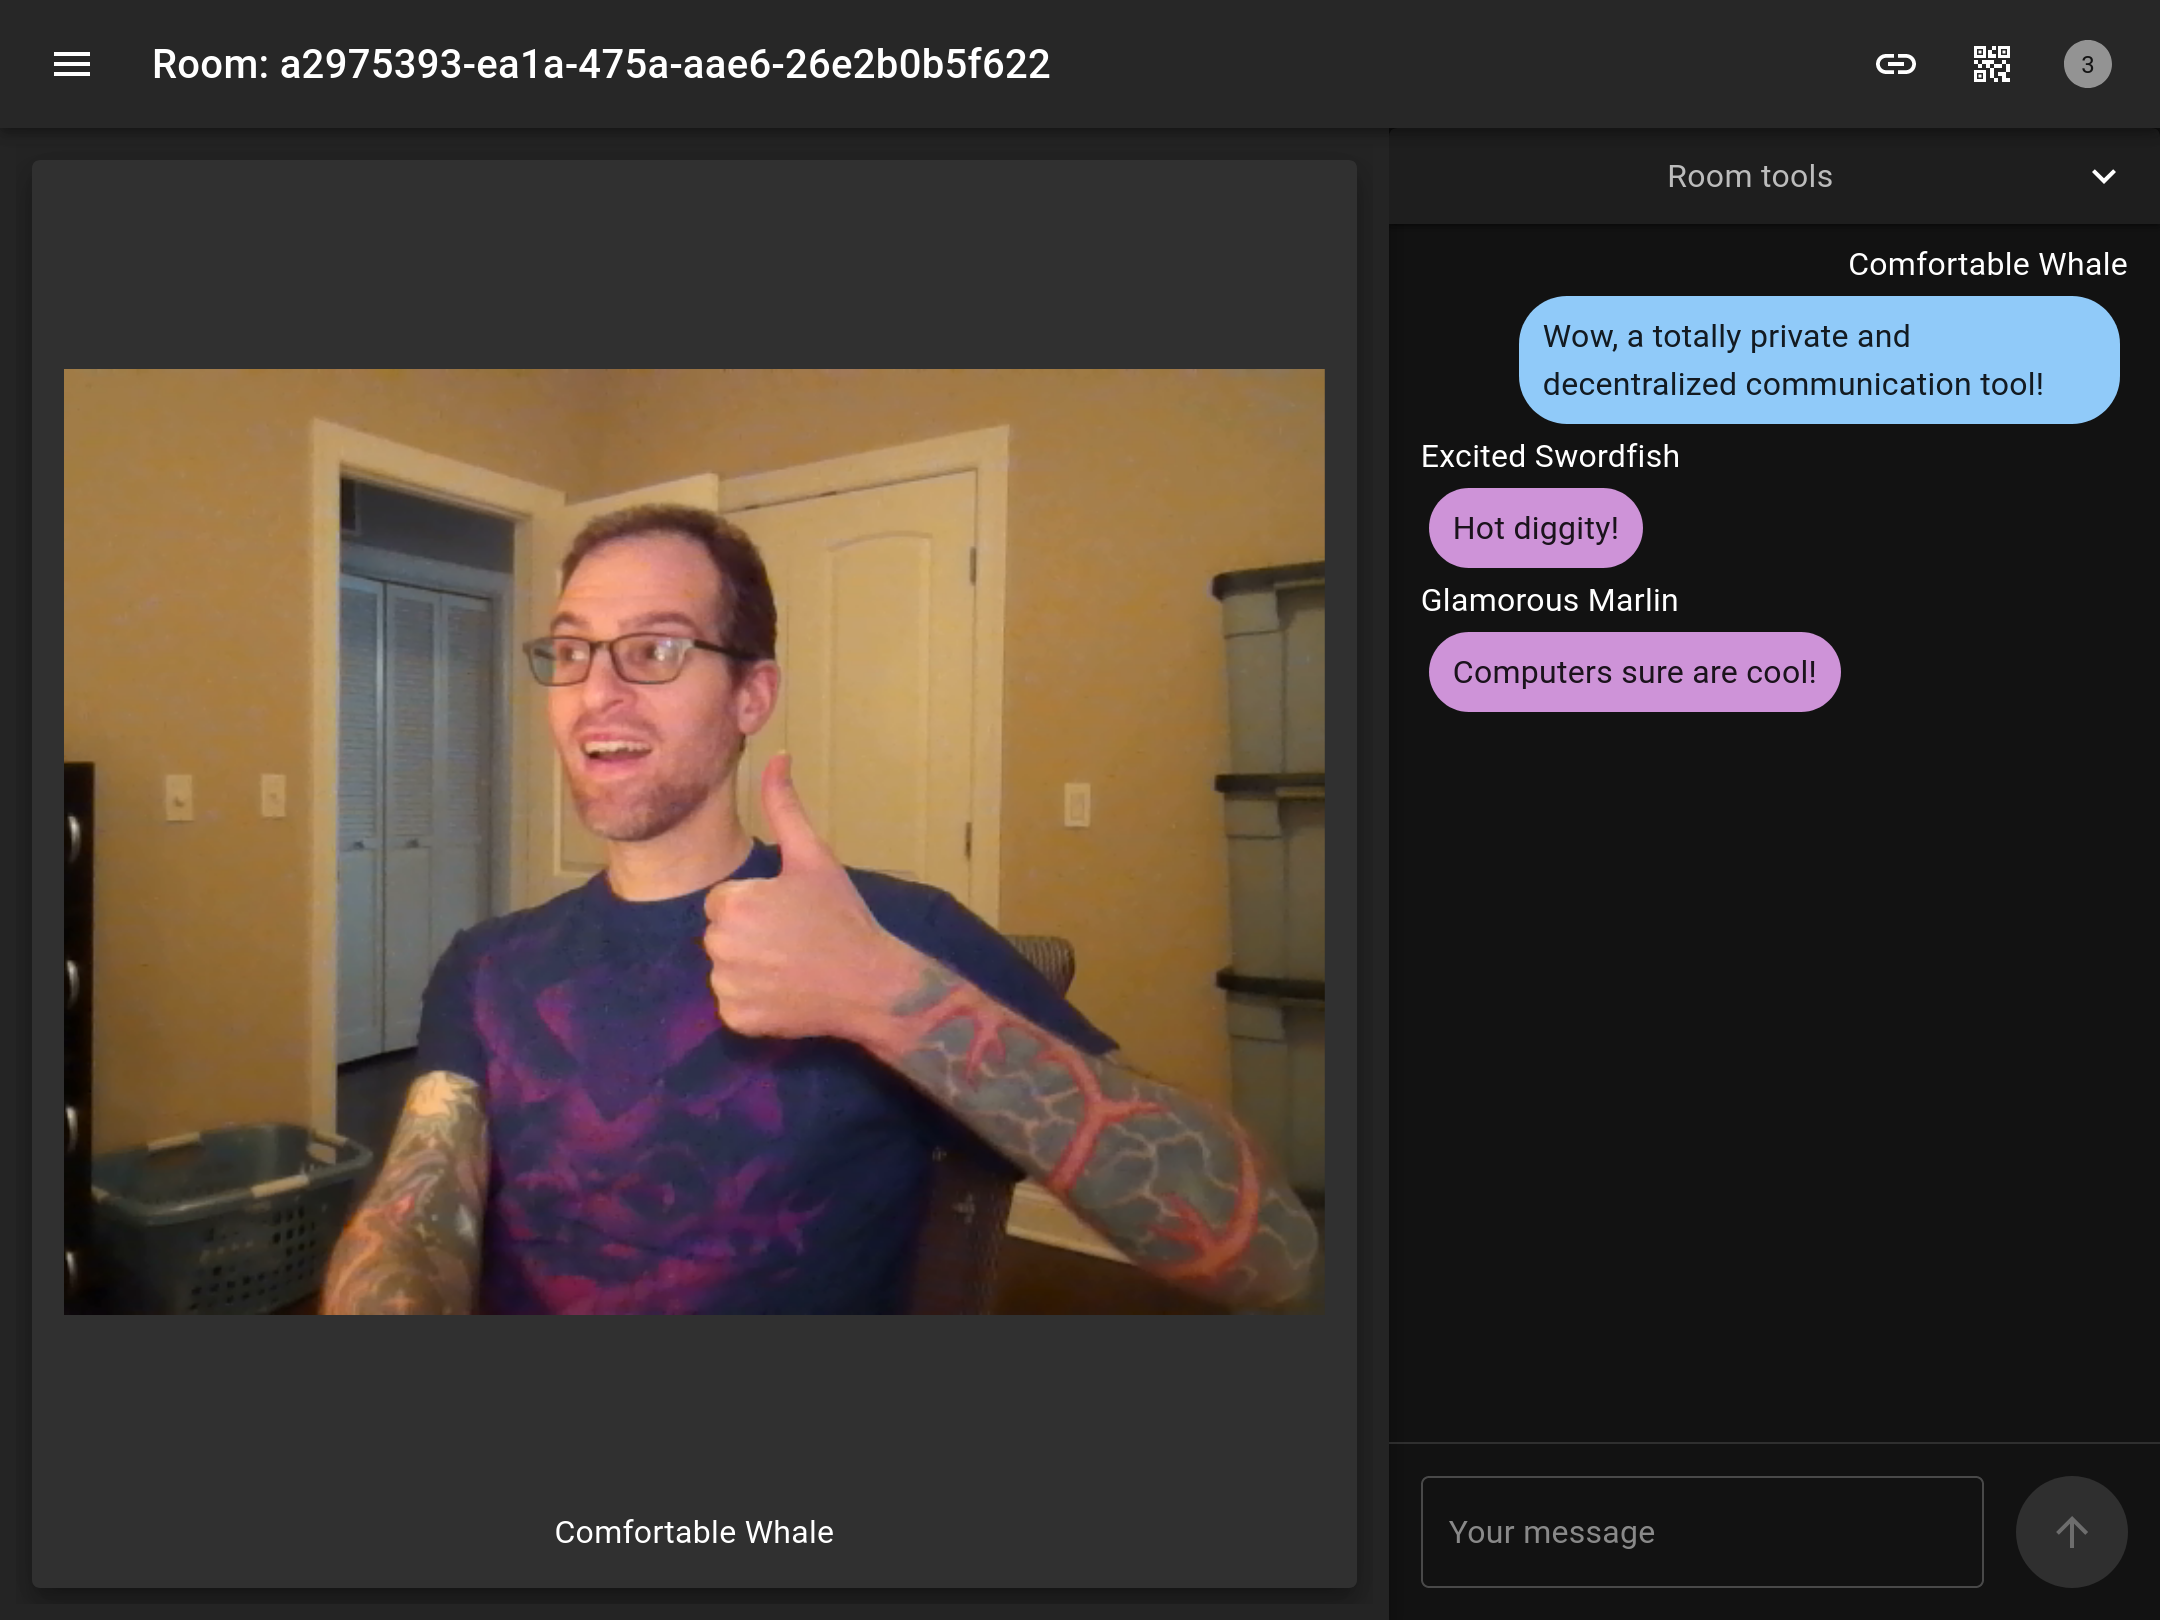 Room: a2975393-ea1a-475a-aae6-26e2b0b5f622
3
Comfortable Whale
Room tools
Comfortable Whale
Wow, a totally private and
decentralized communication tool!
Excited Swordfish
Hot diggity!
Glamorous Marlin
Computers sure are cool!
Your message